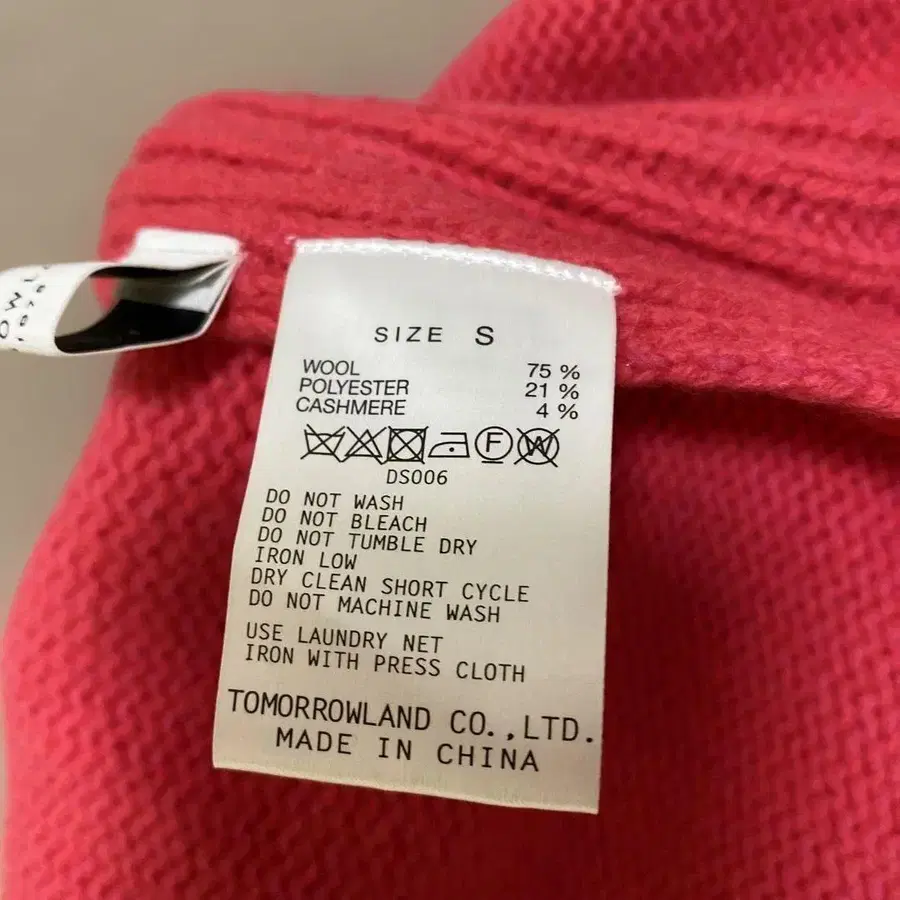 SIZE S
WOOL 75 %
POLYESTER 21 %
CASHMERE 4 %
F W
DS006
DO NOT WASH
DO NOT BLEACH
DO NOT TUMBLE DRY
IRON LOW
DRY CLEAN SHORT CYCLE
DO NOT MACHINE WASH
USE LAUNDRY NET
IRON WITH PRESS CLOTH
TOMORROWLAND CO.,LTD.
MADE IN CHINA